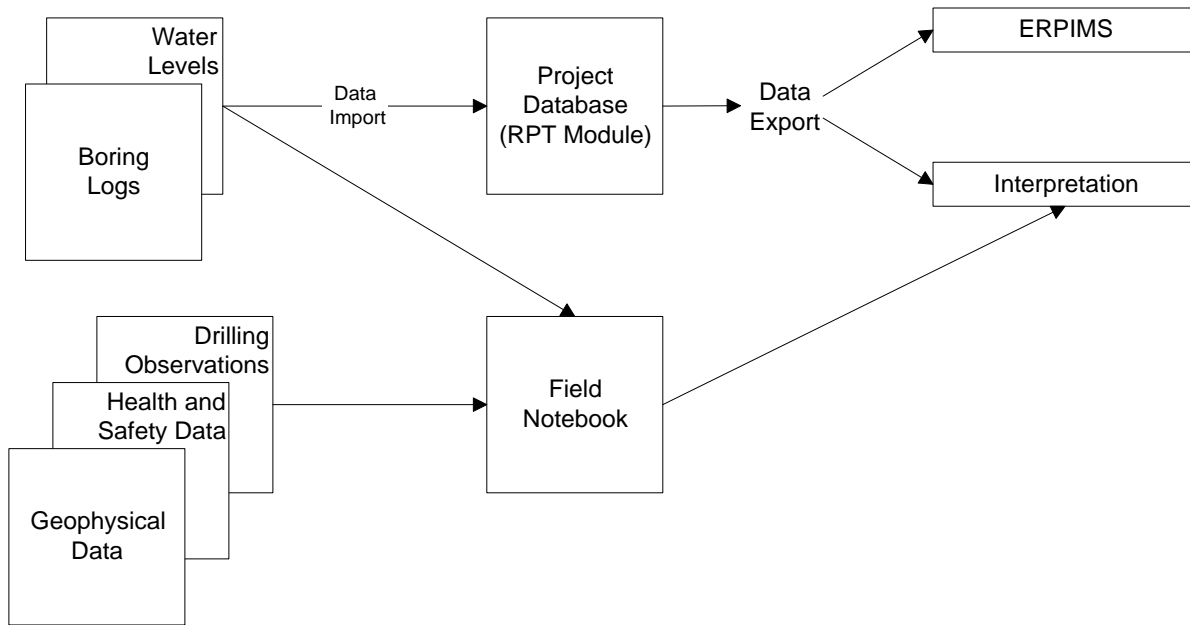 Water
Levels
Boring
Logs
Data
Import
Project
Database
(RPT Module)
Data
Export
ERPIMS
Interpretation
Drilling
Observations
Health and
Safety Data
Geophysical
Data
Field
Notebook